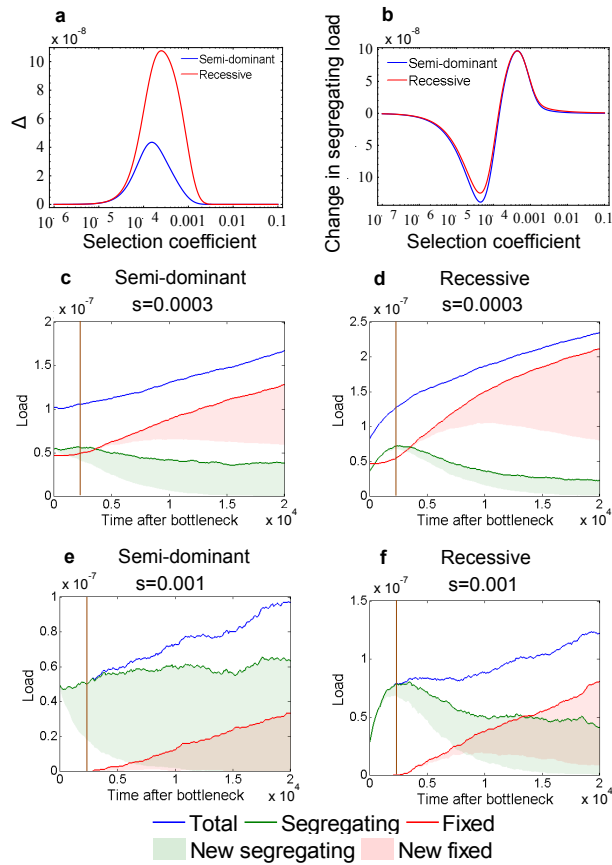 a
x 10⁻⁸
10
8
6
4
2
0
Δ
Semi-dominant
Recessive
10⁻⁶ 10⁻⁵ 10⁻⁴ 0.001 0.01 0.1
Selection coefficient
b
x 10⁻⁸
10
5
0
5
10
Change in segregating load
Semi-dominant
Recessive
10⁻⁷ 10⁻⁶ 10⁻⁵ 10⁻⁴ 0.001 0.01 0.1
Selection coefficient
c Semi-dominant
s=0.0003
x 10⁻⁷
2
1.5
1
0.5
0
Load
0 0.5 1 1.5 2
Time after bottleneck x 10⁴
d Recessive
s=0.0003
x 10⁻⁷
2.5
2
1.5
1
0.5
0
Load
0 0.5 1 1.5 2
Time after bottleneck x 10⁴
e Semi-dominant
s=0.001
x 10⁻⁷
1
0.8
0.6
0.4
0.2
0
Load
0 0.5 1 1.5 2
Time after bottleneck x 10⁴
f Recessive
s=0.001
x 10⁻⁷
1.5
1
0.5
0
Load
0 0.5 1 1.5 2
Time after bottleneck x 10⁴
Total Segregating Fixed
New segregating New fixed